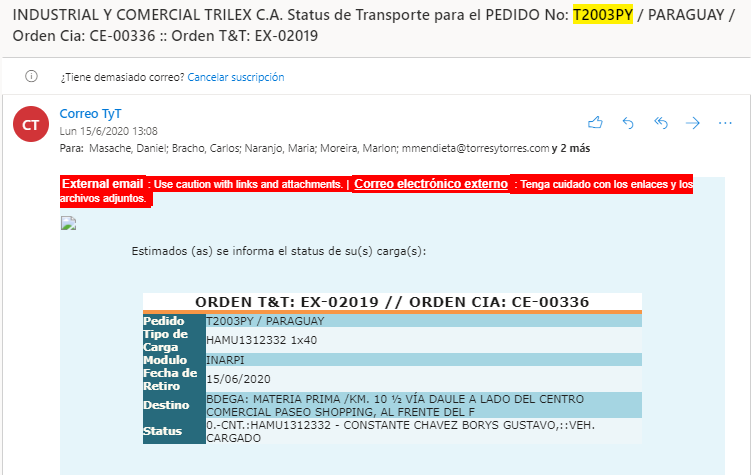 INDUSTRIAL Y COMERCIAL TRILEX C.A. Status de Transporte para el PEDIDO No: T2003PY / PARAGUAY /
Orden Cia: CE-00336 :: Orden T&T: EX-02019
¿Tiene demasiado correo? Cancelar suscripción
CT
Correo TyT
Lun 15/6/2020 13:08
Para: Masache, Daniel; Bracho, Carlos; Naranjo, Maria; Moreira, Marlon; mmendieta@torresytorres.com y 2 más
External email : Use caution with links and attachments. | Correo electrónico externo : Tenga cuidado con los enlaces y los
archivos adjuntos.
Estimados (as) se informa el status de su(s) carga(s):
ORDEN T&T: EX-02019 // ORDEN CIA: CE-00336
Pedido T2003PY / PARAGUAY
Tipo de
Carga HAMU1312332 1x40
Modulo INARPI
Fecha de
Retiro 15/06/2020
Destino BDEGA: MATERIA PRIMA /KM. 10 ½ VÍA DAULE A LADO DEL CENTRO
COMERCIAL PASEO SHOPPING, AL FRENTE DEL F
Status 0.-CNT.:HAMU1312332 - CONSTANTE CHAVEZ BORYS GUSTAVO,::VEH.
CARGADO